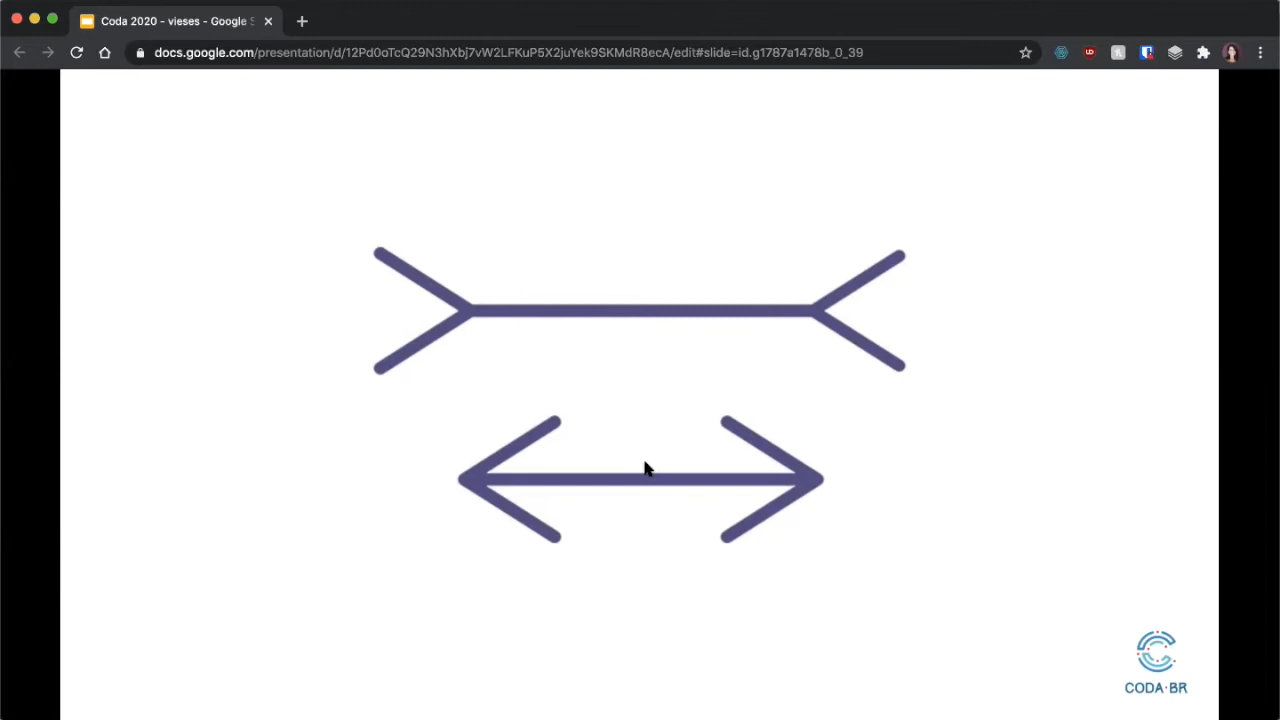 Coda 2020 - vieses - Google S
docs.google.com/presentation/d/12Pd0oTcQ29N3hXbj7vW2LFKuP5X2juYek9SKMdR8ecA/edit#slide=id.g1787a1478b_0_39
CODA·BR